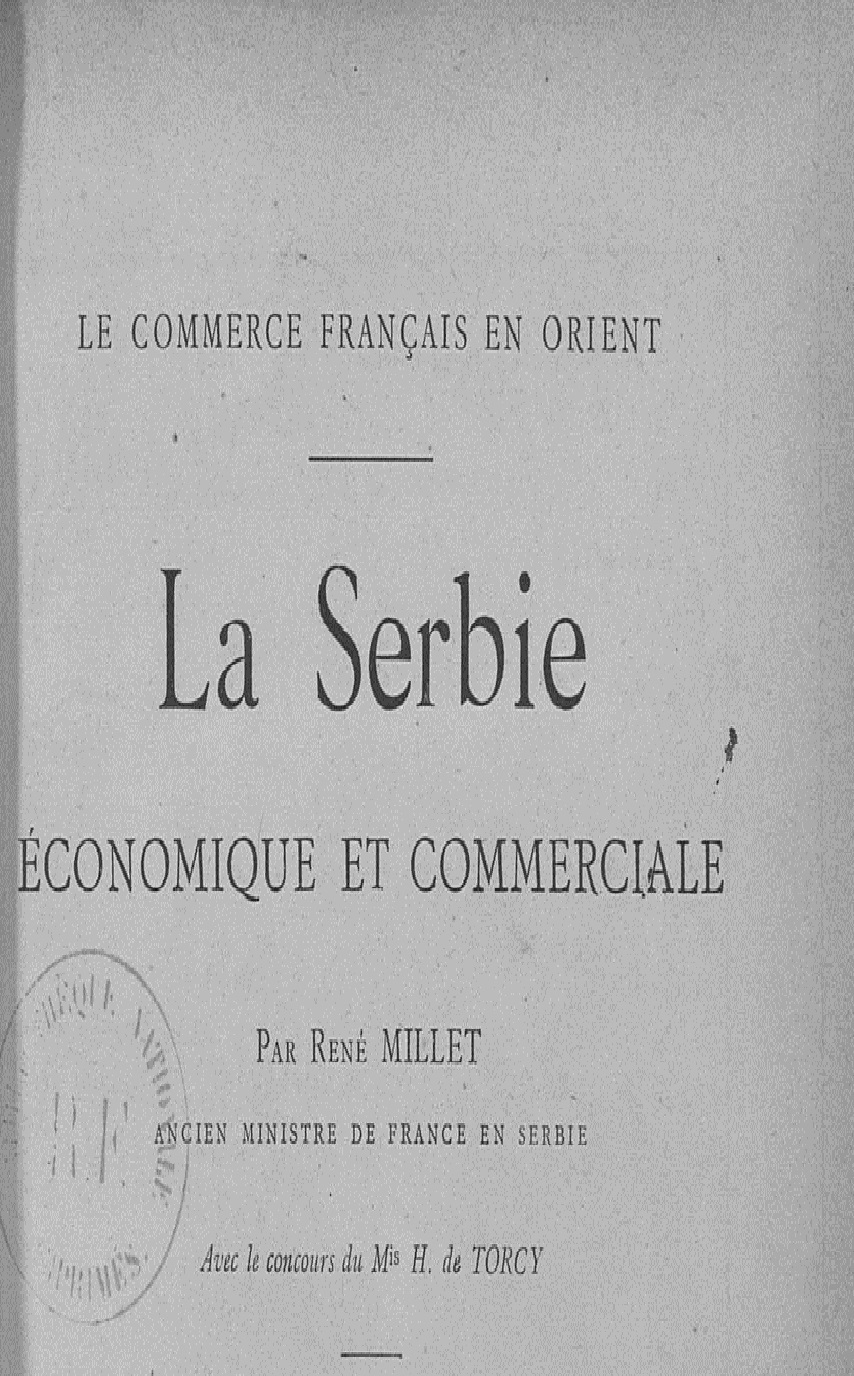 LE COMMERCE FRANÇAIS EN ORIENT
La Serbie
ÉCONOMIQUE ET COMMERCIALE
PAR RENÉ MILLET
ANCIEN MINISTRE DE FRANCE EN SERBIE
Avec le concours du Mis H. de TORCY